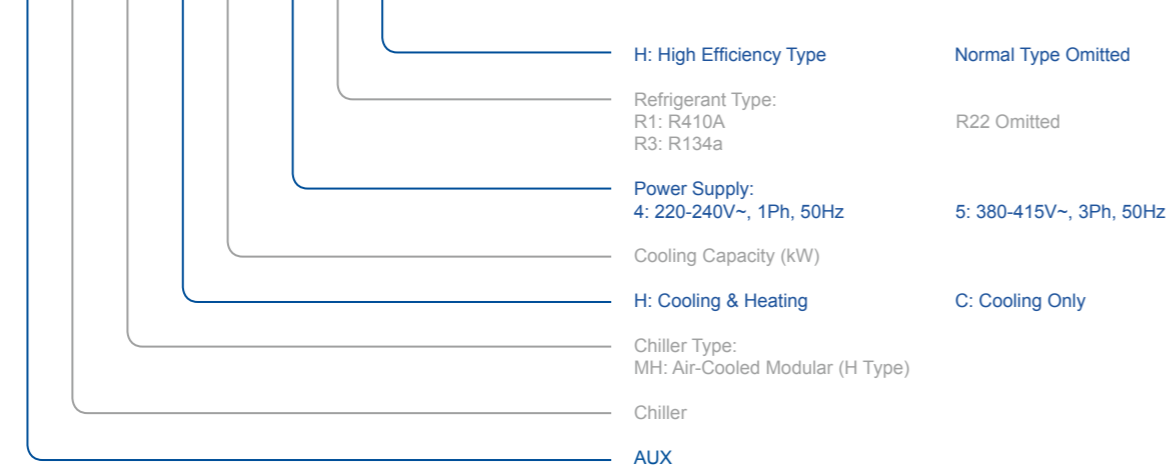 H: High Efficiency Type Normal Type Omitted
Refrigerant Type:
R1: R410A R22 Omitted
R3: R134a
Power Supply:
4: 220-240V~, 1Ph, 50Hz 5: 380-415V~, 3Ph, 50Hz
Cooling Capacity (kW)
H: Cooling & Heating C: Cooling Only
Chiller Type:
MH: Air-Cooled Modular (H Type)
Chiller
AUX